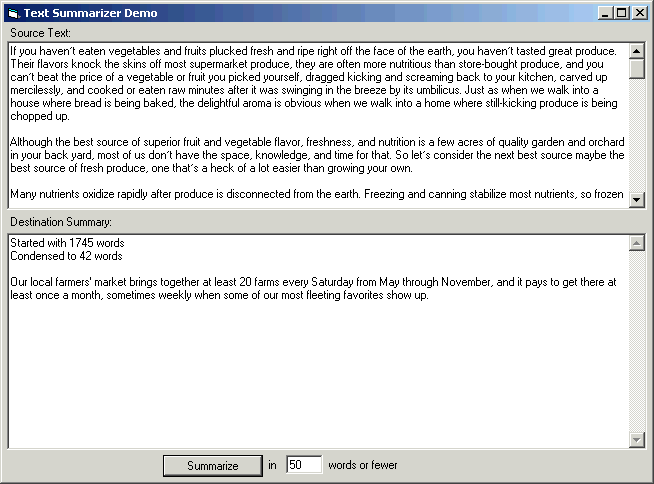 Text Summarizer Demo
Source Text:
If you haven't eaten vegetables and fruits plucked fresh and ripe right off the face of the earth, you haven't tasted great produce.
Their flavors knock the skins off most supermarket produce, they are often more nutritious than store-bought produce, and you
can't beat the price of a vegetable or fruit you picked yourself, dragged kicking and screaming back to your kitchen, carved up
mercilessly, and cooked or eaten raw minutes after it was swinging in the breeze by its umbilicus. Just as when we walk into a
house where bread is being baked, the delightful aroma is obvious when we walk into a home where still-kicking produce is being
chopped up.
Although the best source of superior fruit and vegetable flavor, freshness, and nutrition is a few acres of quality garden and orchard
in your back yard, most of us don't have the space, knowledge, and time for that. So let's consider the next best source maybe the
best source of fresh produce, one that's a heck of a lot easier than growing your own.
Many nutrients oxidize rapidly after produce is disconnected from the earth. Freezing and canning stabilize most nutrients, so frozen
Destination Summary:
Started with 1745 words
Condensed to 42 words
Our local farmers' market brings together at least 20 farms every Saturday from May through November, and it pays to get there at
least once a month, sometimes weekly when some of our most fleeting favorites show up.
Summarize in 50 words or fewer